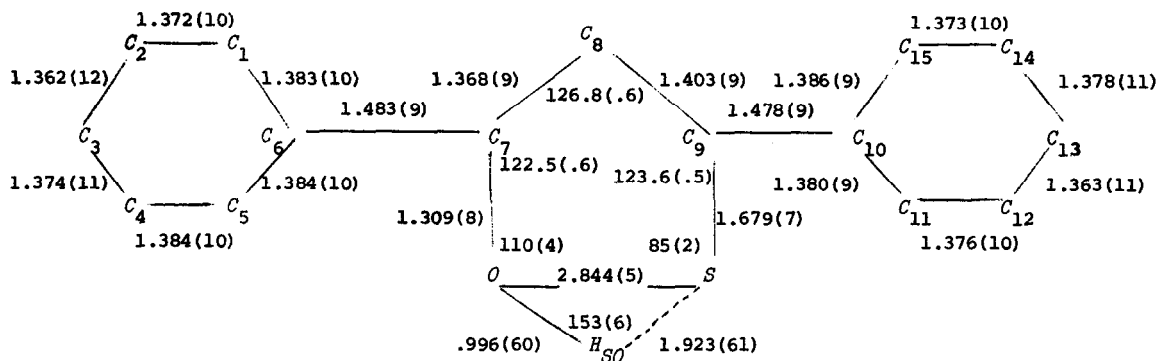 1.372(10) 1.373(10)
C2 C1 C8 C15 C14
1.362(12) 1.383(10) 1.368(9) 1.403(9) 1.386(9) 1.378(11)
126.8(.6)
1.483(9) 1.478(9)
C3 C6 C7 C9 C10 C13
122.5(.6) 123.6(.5)
1.374(11) 1.384(10) 1.380(9) 1.363(11)
C4 C5 C11 C12
1.309(8) 1.679(7)
1.384(10) 1.376(10)
110(4) 85(2)
O 2.844(5) S
153(6)
.996(60) HSO 1.923(61)